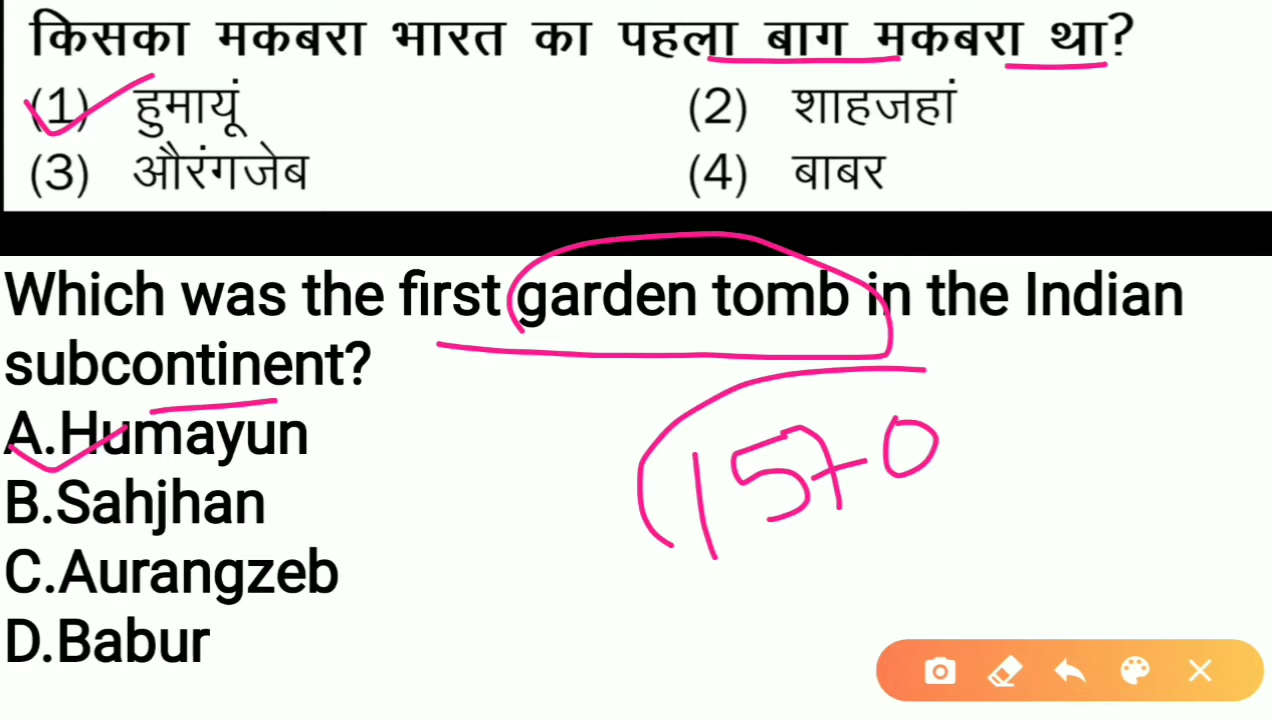 किसका मकबरा भारत का पहला बाग मकबरा था?
(1) हुमायूं (2) शाहजहां
(3) औरंगजेब (4) बाबर
Which was the first garden tomb in the Indian
subcontinent?
A.Humayun
B.Sahjhan
C.Aurangzeb
D.Babur
1570